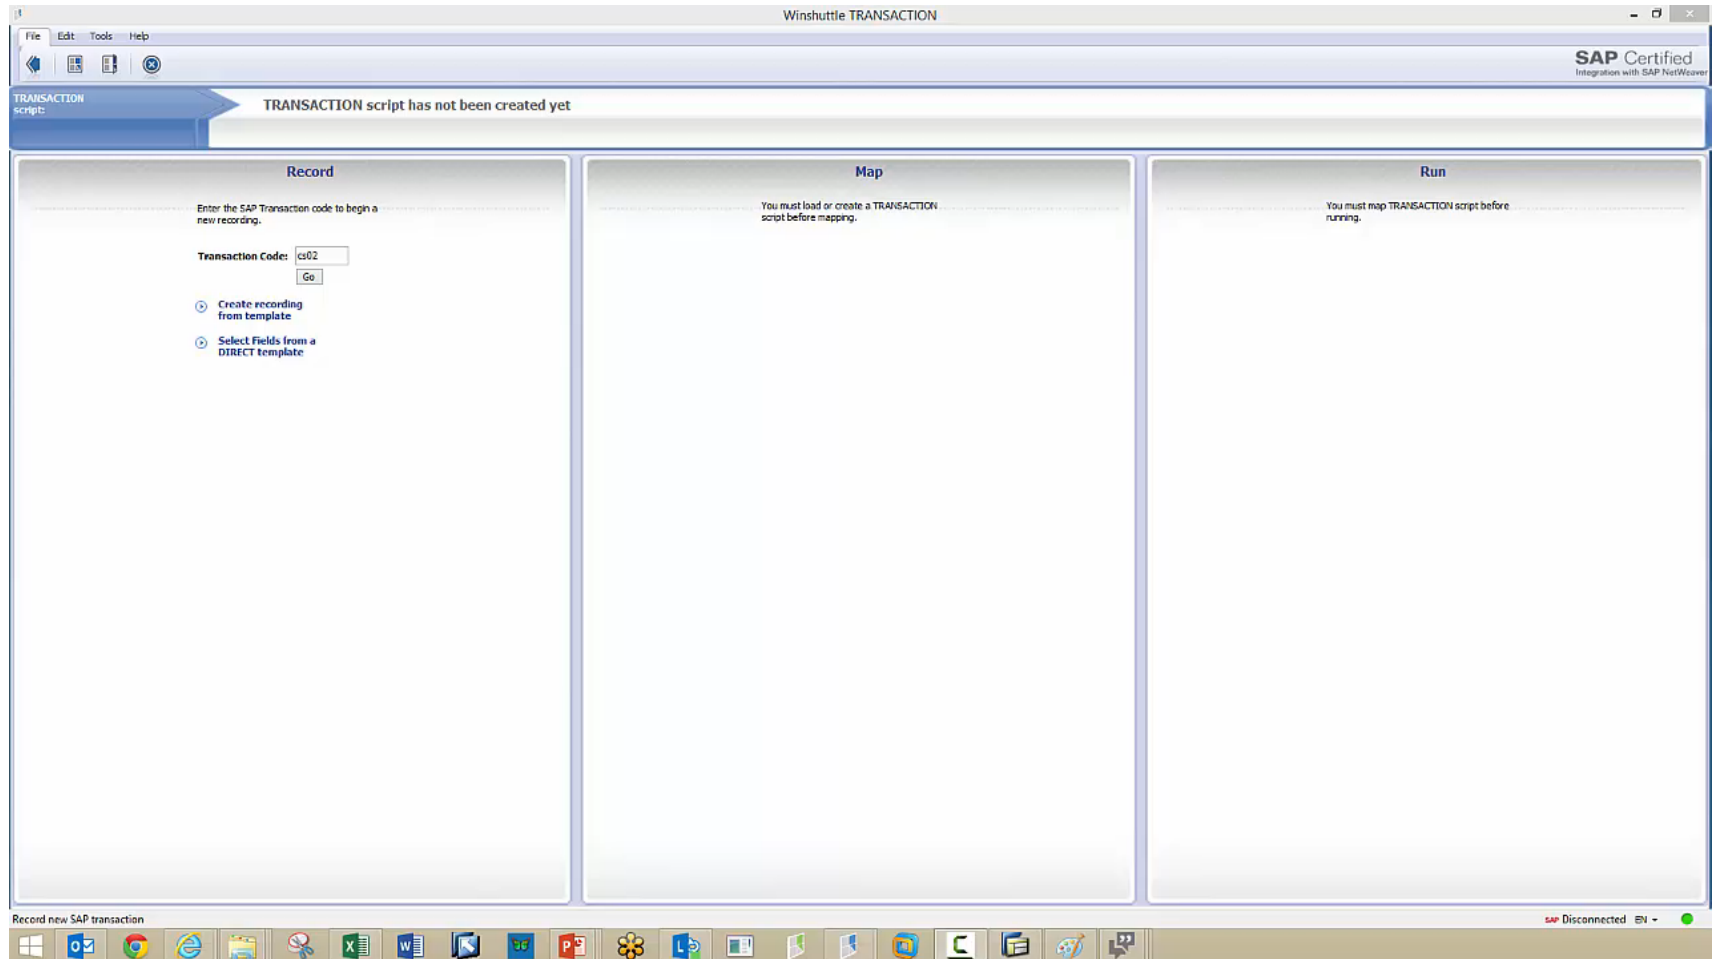 Winshuttle TRANSACTION
File Edit Tools Help
SAP Certified
Integration with SAP NetWeaver
TRANSACTION
script:
TRANSACTION script has not been created yet
Record
Enter the SAP Transaction code to begin a
new recording.
Transaction Code: cs02
Go
Create recording
from template
Select Fields from a
DIRECT template
Map
You must load or create a TRANSACTION
script before mapping.
Run
You must map TRANSACTION script before
running.
Record new SAP transaction
SAP Disconnected EN